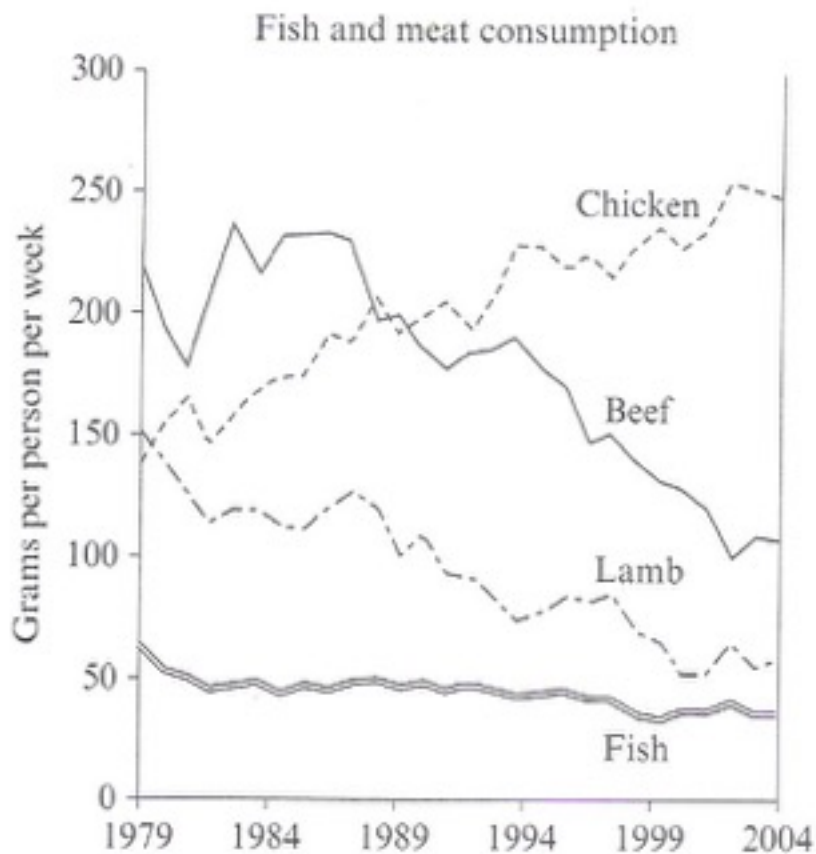 Fish and meat consumption
300
250
200
150
100
50
0
Grams per person per week
Chicken
Beef
Lamb
Fish
1979 1984 1989 1994 1999 2004